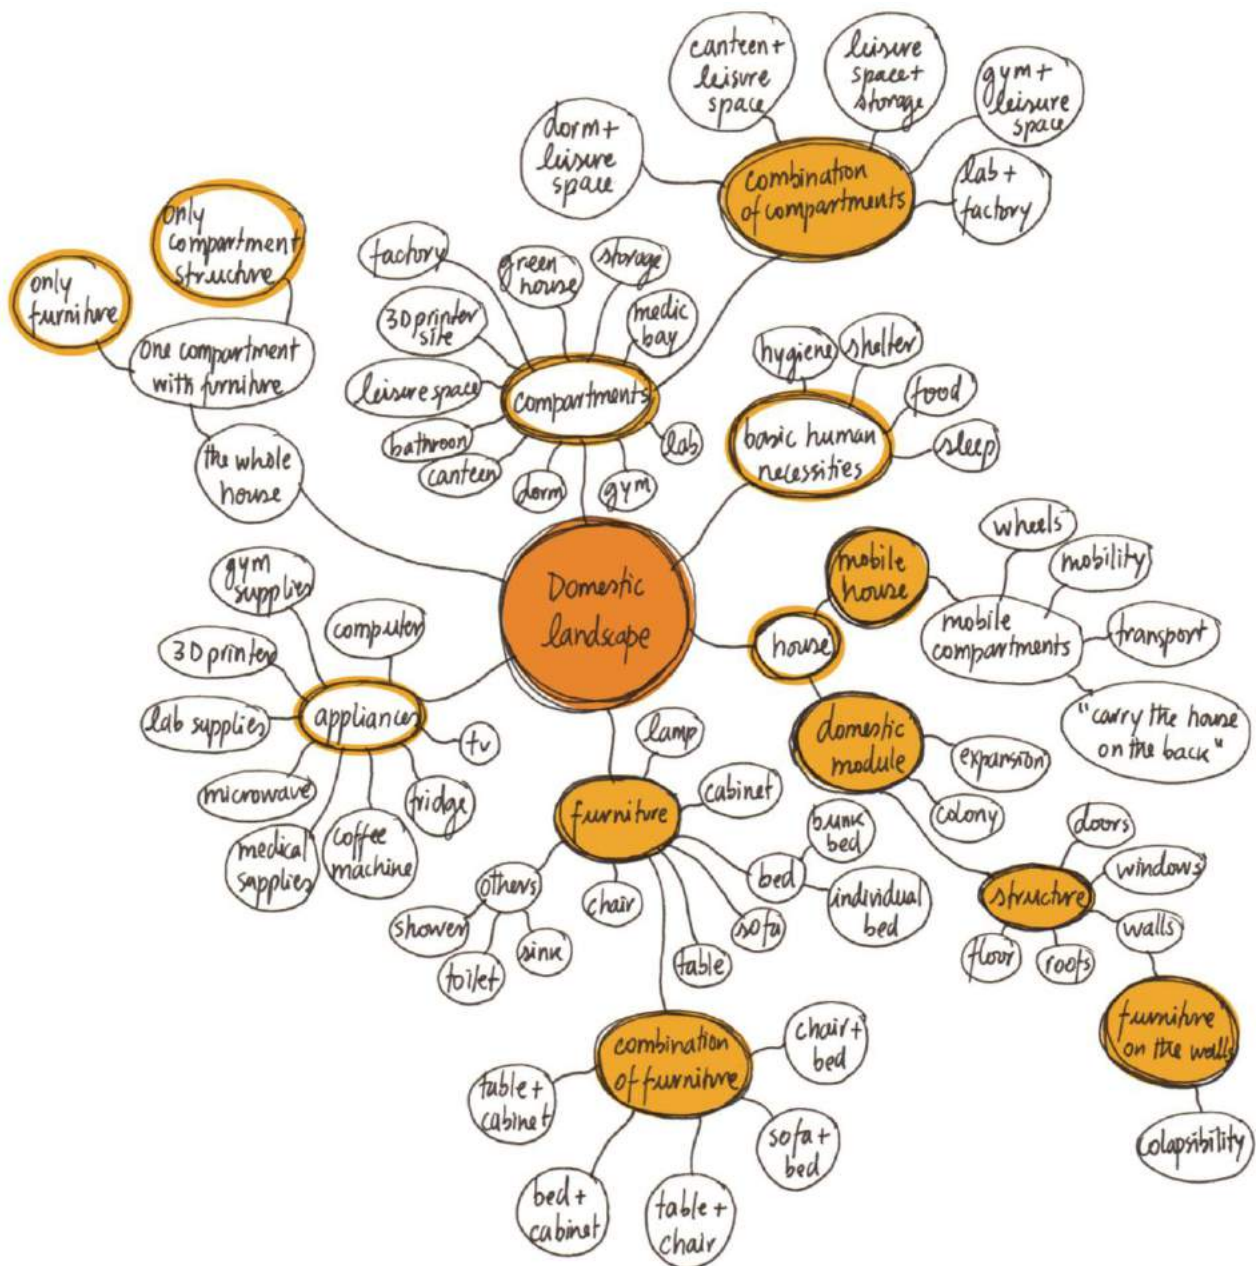 canteen +
leisure
space
leisure
space +
storage
gym +
leisure
space
dorm +
leisure
space
combination
of compartments
lab +
factory
only
compartment
structure
only
furniture
one compartment
with furniture
the whole
house
factory
green
house
storage
3D printer
site
medic
bay
leisure space
compartments
bathroon
canteen
dorm
gym
lab
hygiene
shelter
food
sleep
basic human
necessities
Domestic
landscape
mobile
house
house
wheels
mobility
mobile
compartments
transport
"carry the house
on the back"
domestic
module
expansion
colony
gym
supplies
computer
3D printer
lab supplies
appliances
tv
microwave
fridge
medical
sapplies
coffee
machine
lamp
furniture
cabinet
bunk
bed
bed
individual
bed
others
chair
sofa
table
shower
toilet
sink
doors
windows
structure
walls
floor
roofs
furniture
on the walls
colapsibility
combination
of furniture
chair +
bed
table +
cabinet
sofa +
bed
bed +
cabinet
table +
chair